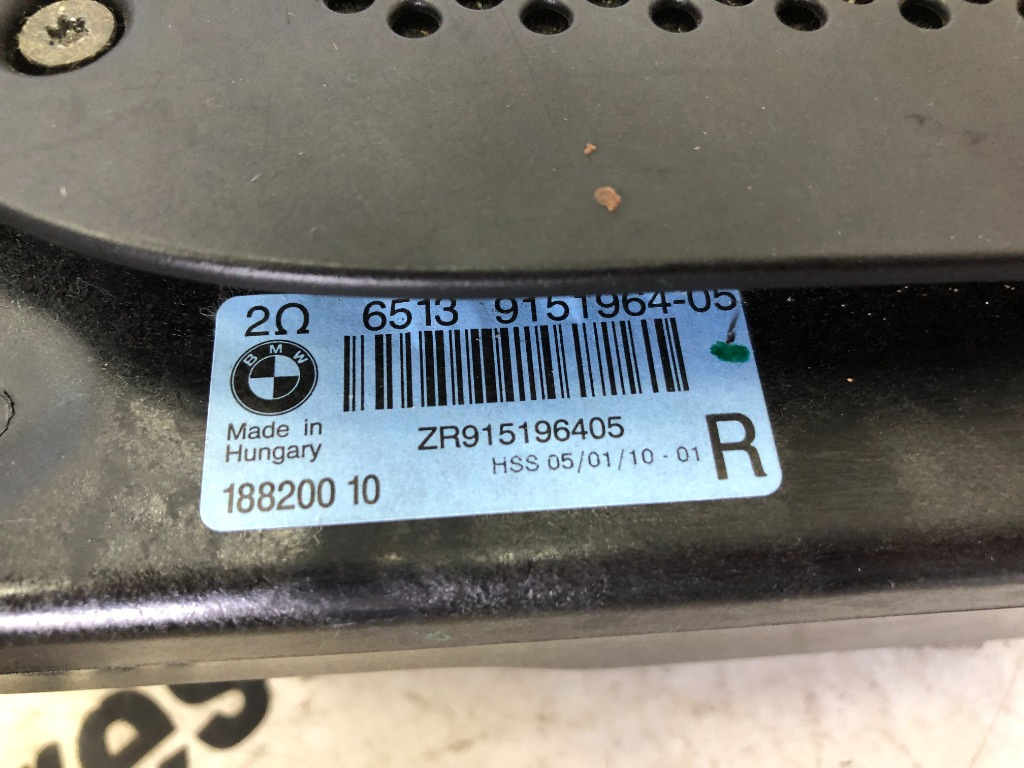 2Ω 6513 9151964-05
BMW
Made in
Hungary
ZR915196405
HSS 05/01/10 - 01
R
188200 10